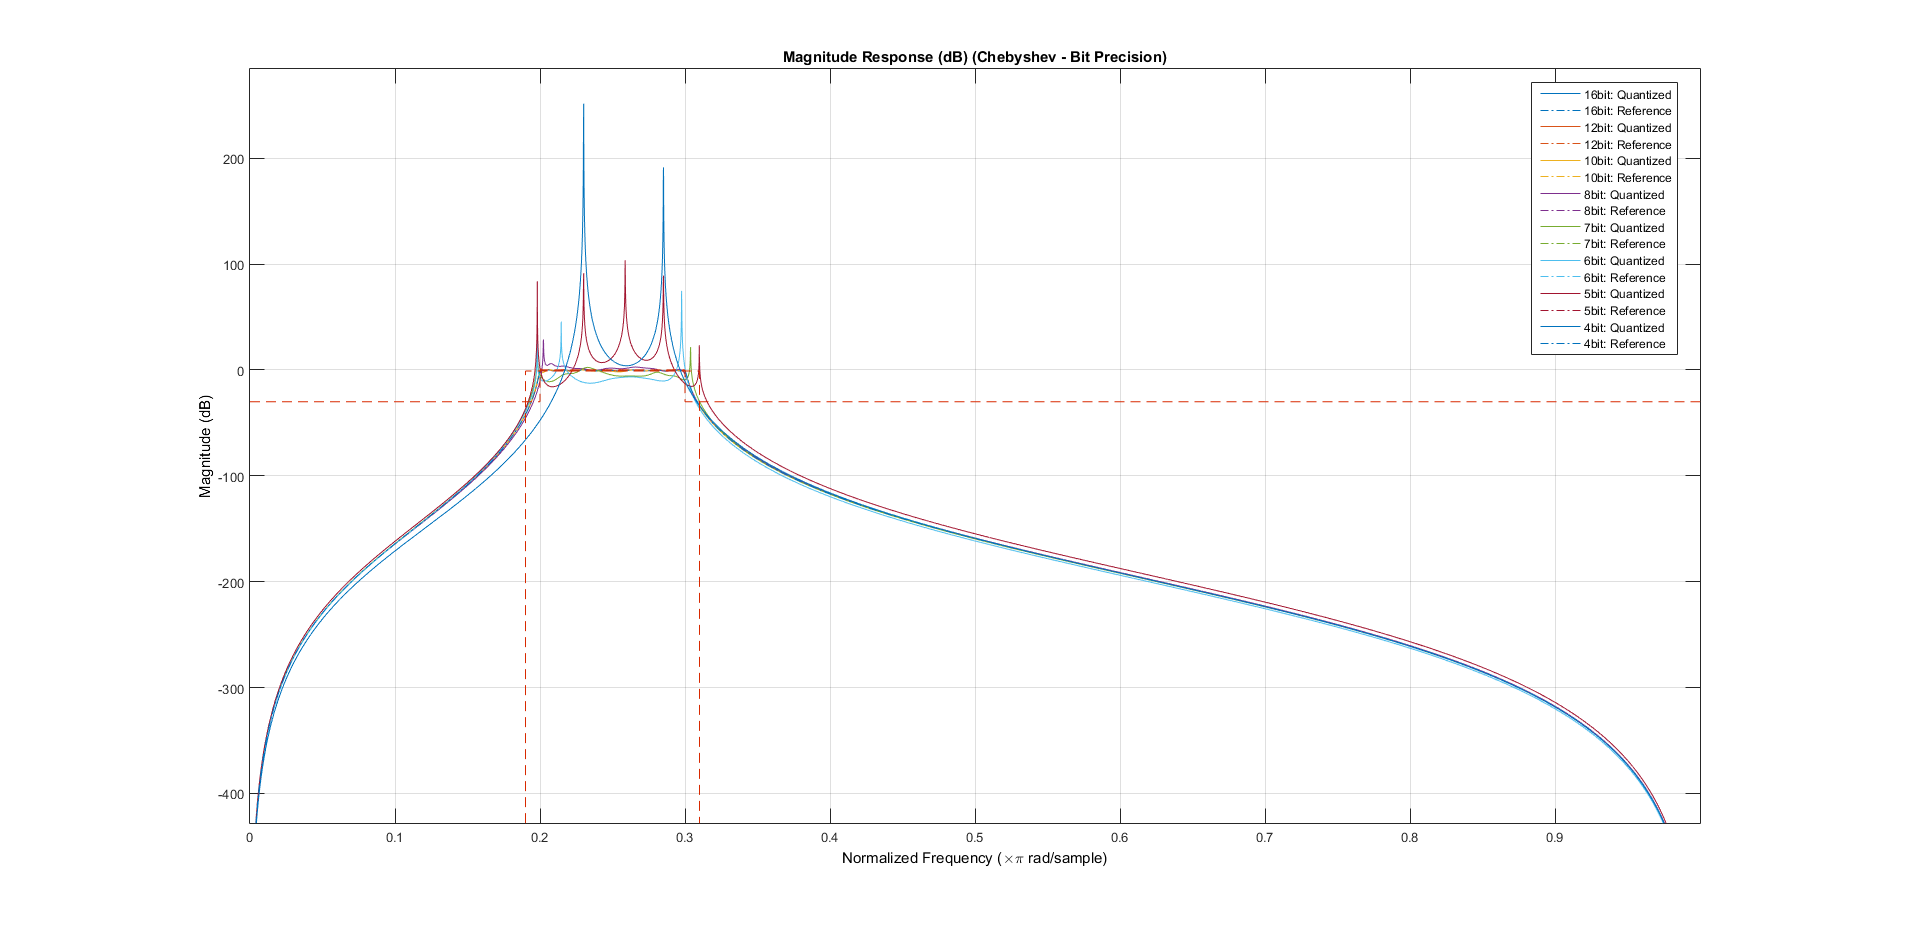 Magnitude Response (dB) (Chebyshev - Bit Precision)
16bit: Quantized
16bit: Reference
12bit: Quantized
12bit: Reference
10bit: Quantized
10bit: Reference
8bit: Quantized
8bit: Reference
7bit: Quantized
7bit: Reference
6bit: Quantized
6bit: Reference
5bit: Quantized
5bit: Reference
4bit: Quantized
4bit: Reference
200
100
0
-100
-200
-300
-400
Magnitude (dB)
0 0.1 0.2 0.3 0.4 0.5 0.6 0.7 0.8 0.9
Normalized Frequency (×π rad/sample)